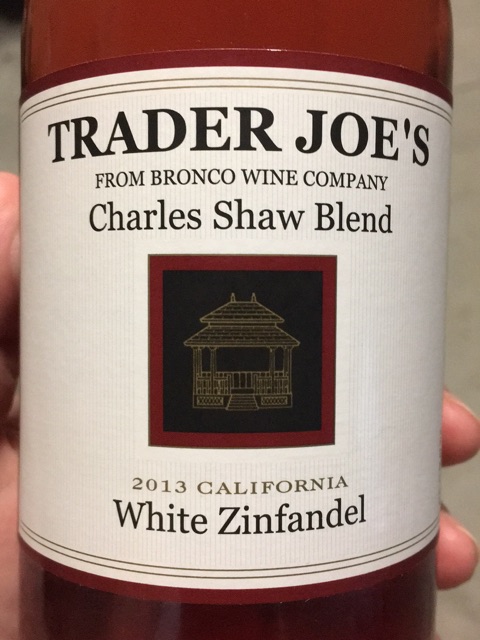 TRADER JOE'S
FROM BRONCO WINE COMPANY
Charles Shaw Blend
2013 CALIFORNIA
White Zinfandel